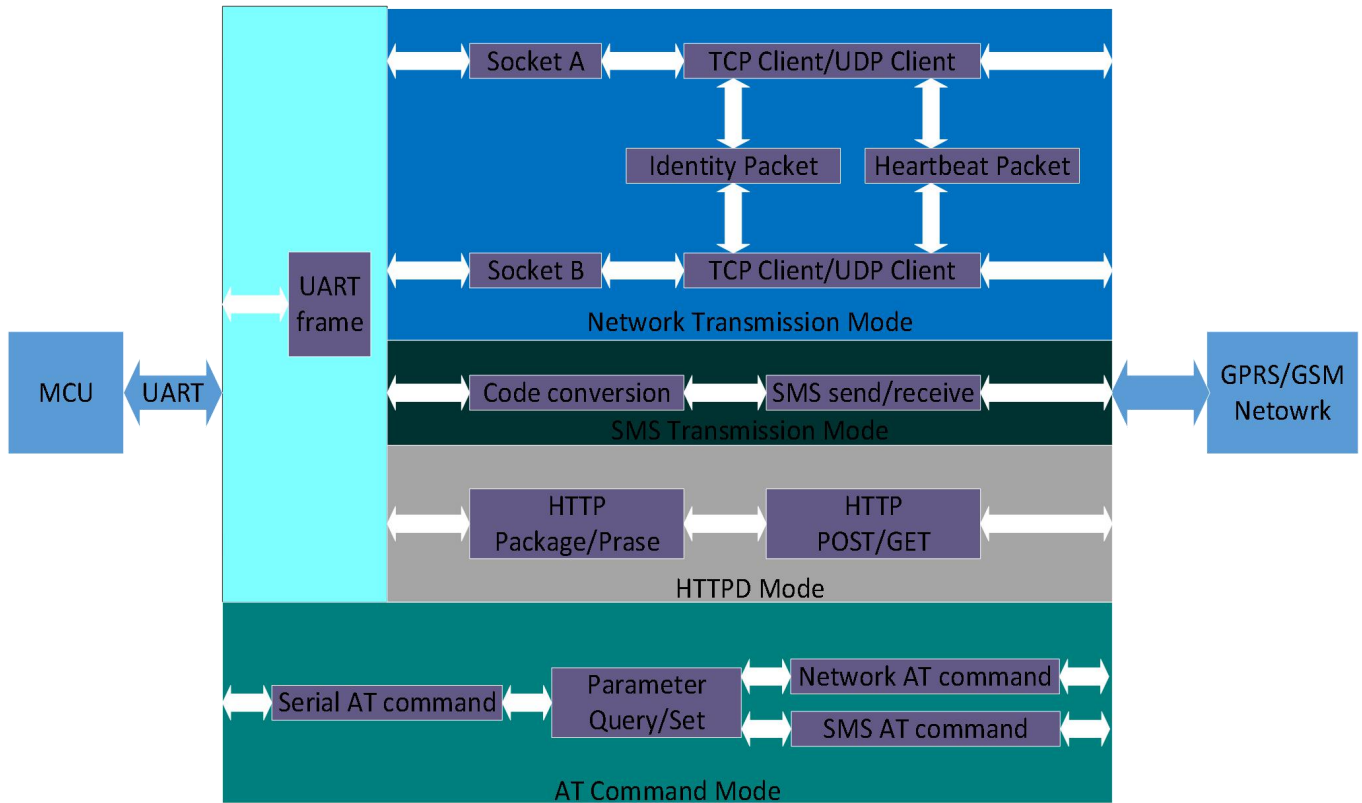 Socket A
TCP Client/UDP Client
Identity Packet
Heartbeat Packet
Socket B
TCP Client/UDP Client
Network Transmission Mode
UART
frame
MCU
UART
GPRS/GSM
Netowrk
Code conversion
SMS send/receive
SMS Transmission Mode
HTTP
Package/Prase
HTTP
POST/GET
HTTPD Mode
Serial AT command
Parameter
Query/Set
Network AT command
SMS AT command
AT Command Mode